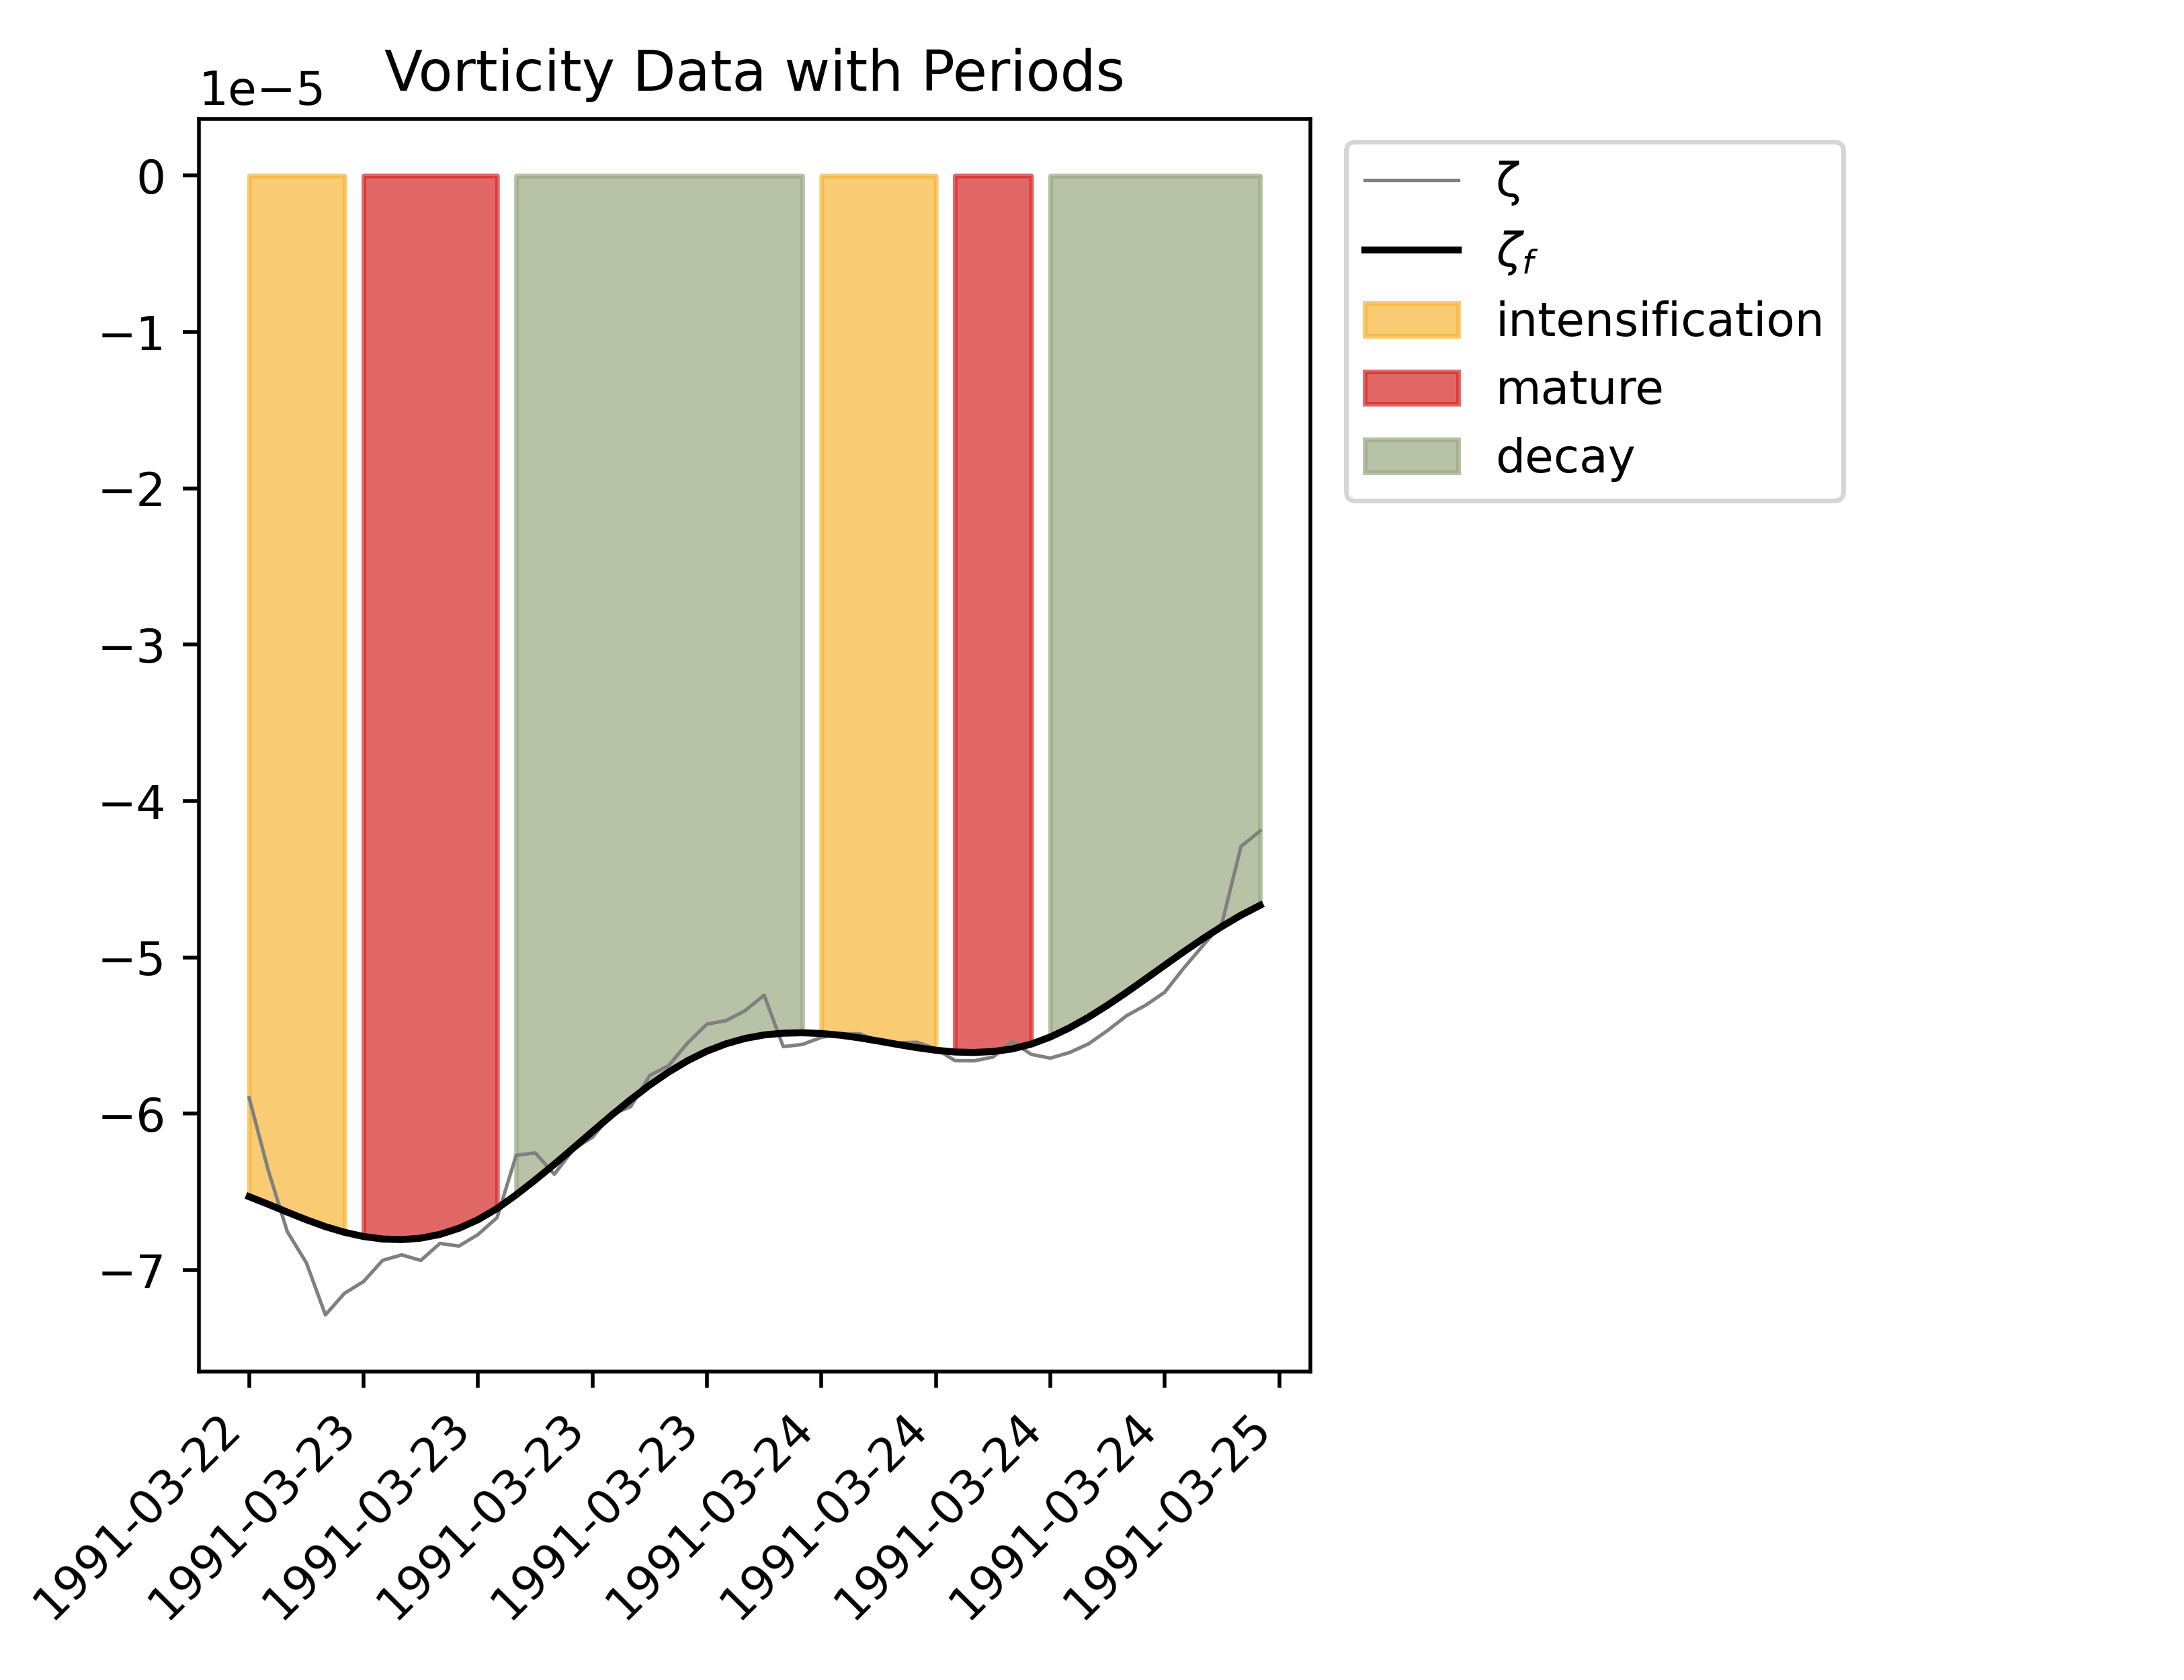 Vorticity Data with Periods
1e−5
0
−1
−2
−3
−4
−5
−6
−7
1991-03-22
1991-03-23
1991-03-23
1991-03-23
1991-03-23
1991-03-24
1991-03-24
1991-03-24
1991-03-24
1991-03-25
ζ
ζf
intensification
mature
decay